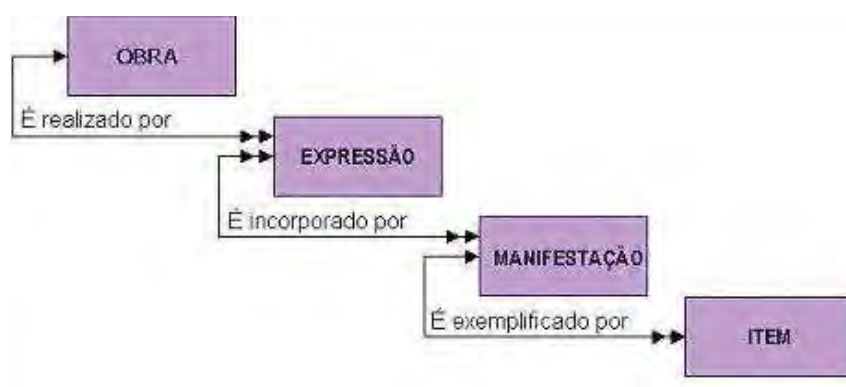 OBRA
É realizado por
EXPRESSÃO
É incorporado por
MANIFESTAÇÃO
É exemplificado por
ITEM